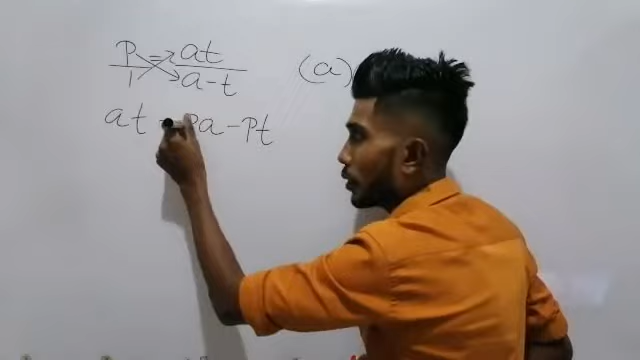 P/1 = at/(a-t) (a)
at = Pa - Pt